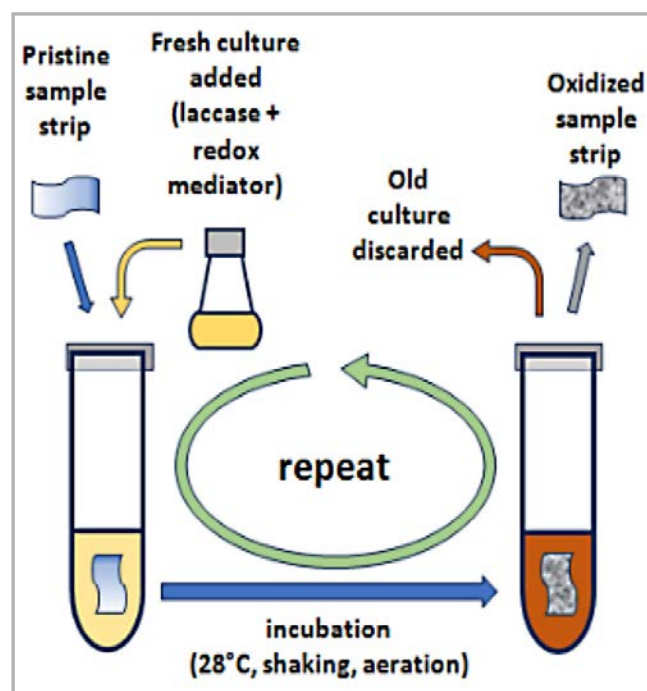 Pristine
sample
strip
Fresh culture
added
(laccase +
redox
mediator)
Oxidized
sample
strip
Old
culture
discarded
repeat
incubation
(28°C, shaking, aeration)